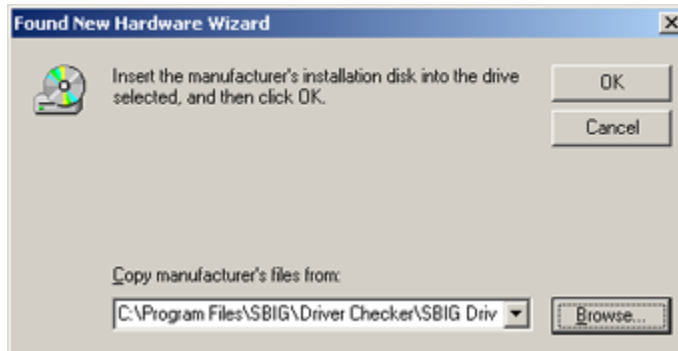 Found New Hardware Wizard
Insert the manufacturer's installation disk into the drive
selected, and then click OK.
OK
Cancel
Copy manufacturer's files from:
C:\Program Files\SBIG\Driver Checker\SBIG Driv
Browse...